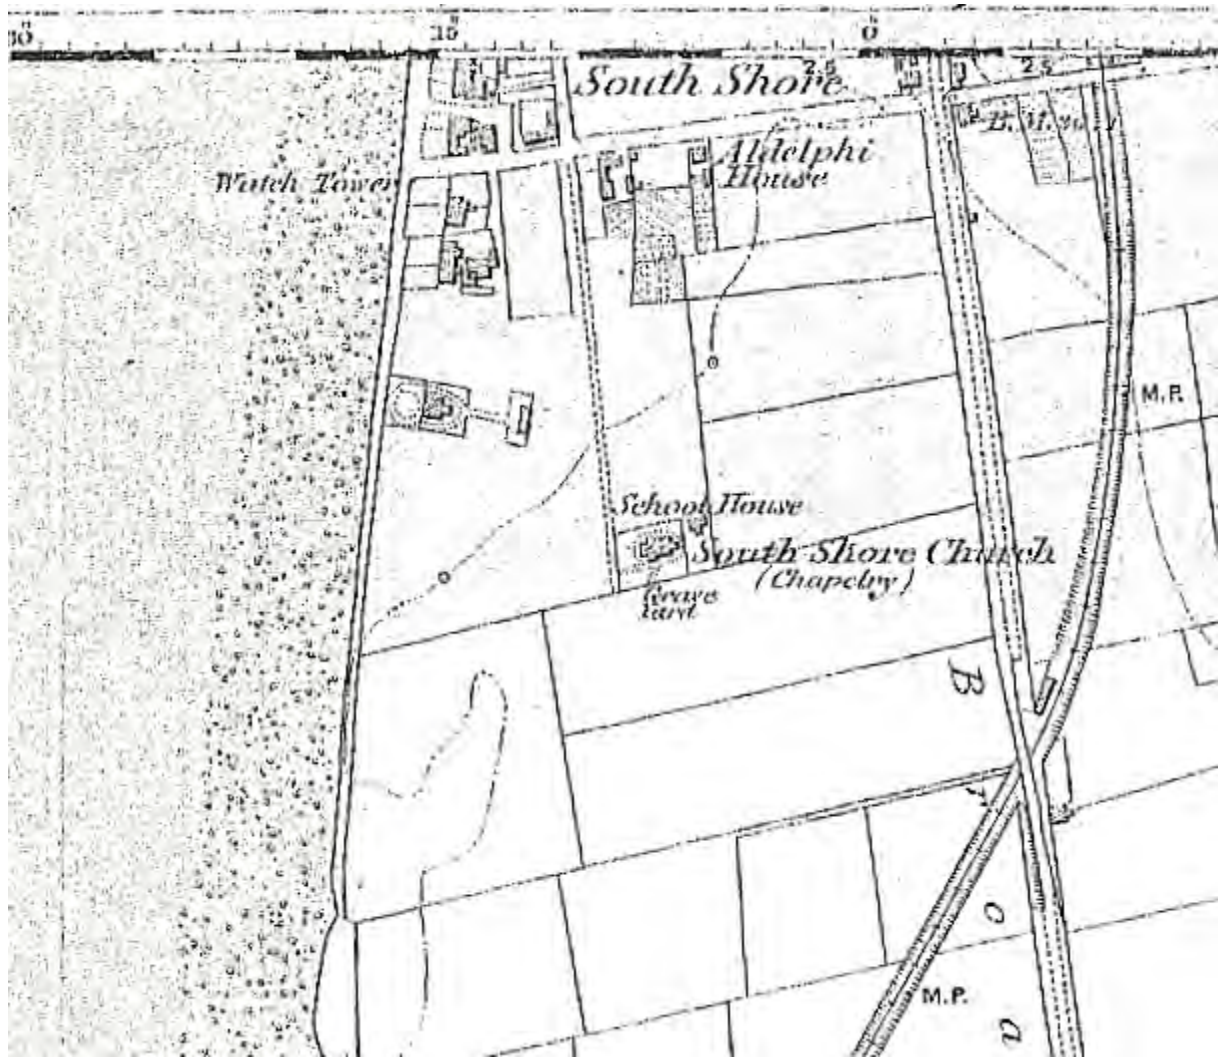 30
15
0
South Shore
2.5
2.5
B.M.
Aldelphi
House
Watch Tower
M.P.
School House
South Shore Church
(Chapelry)
Grave
Yard
B
o
a
M.P.